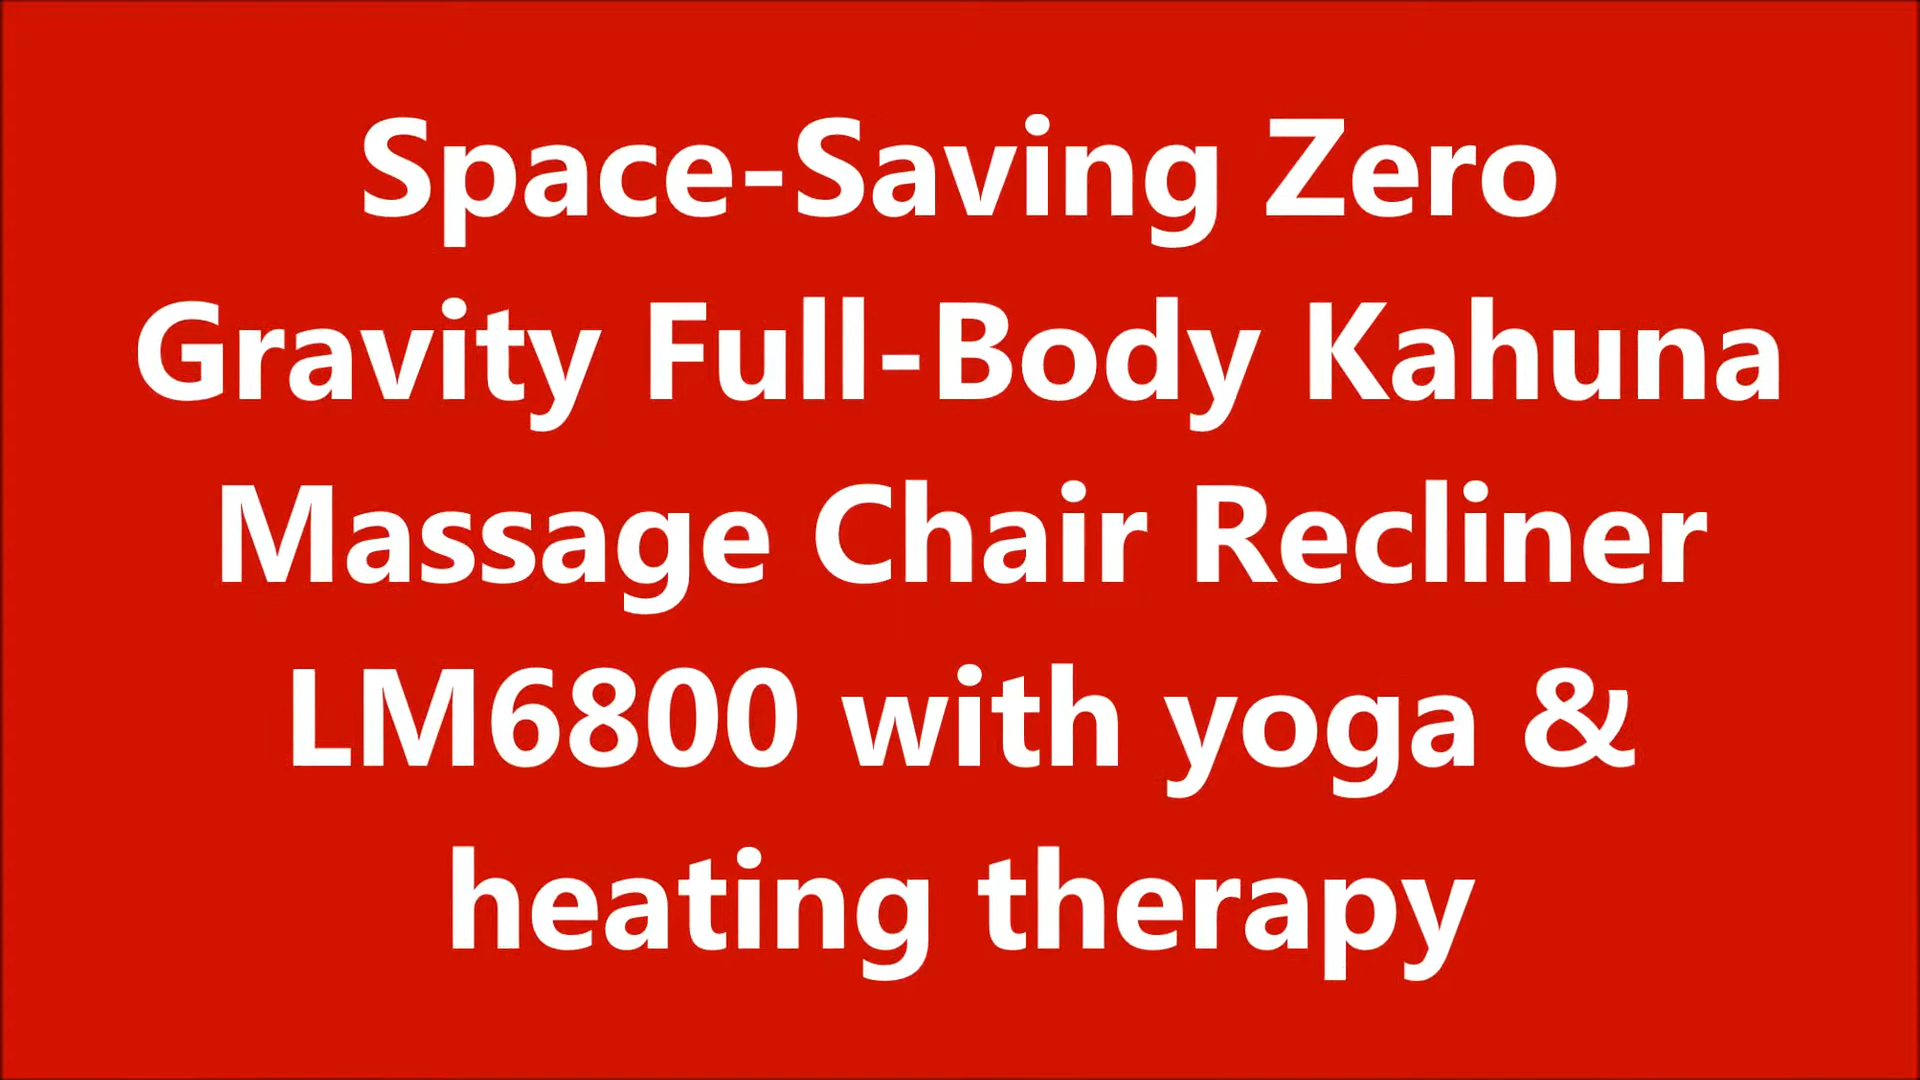 Space-Saving Zero
Gravity Full-Body Kahuna
Massage Chair Recliner
LM6800 with yoga &
heating therapy